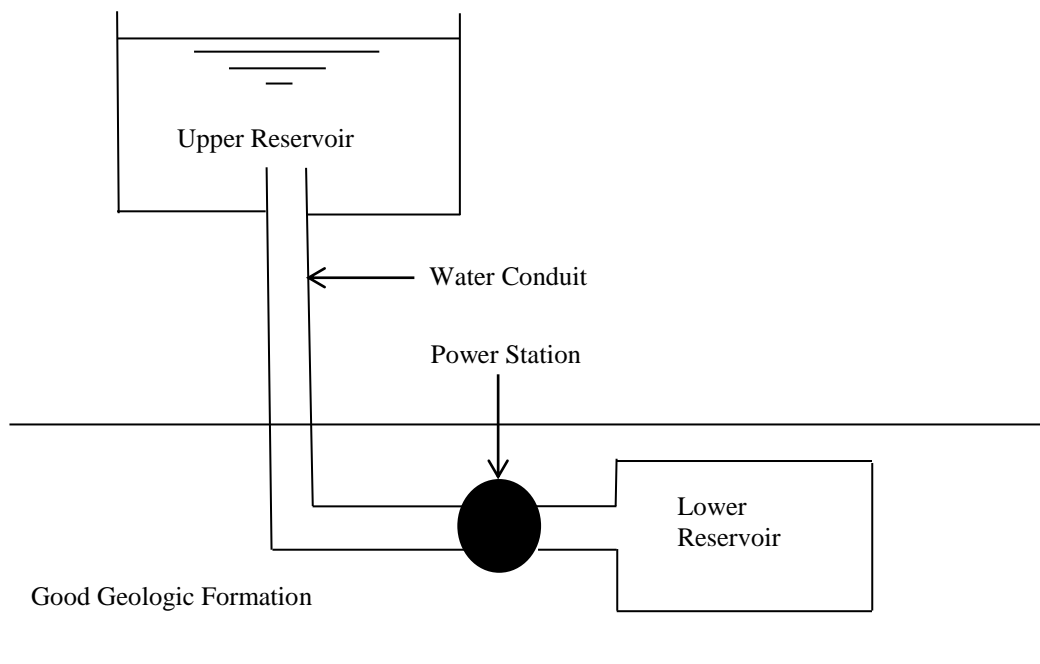 Upper Reservoir
Water Conduit
Power Station
Lower
Reservoir
Good Geologic Formation